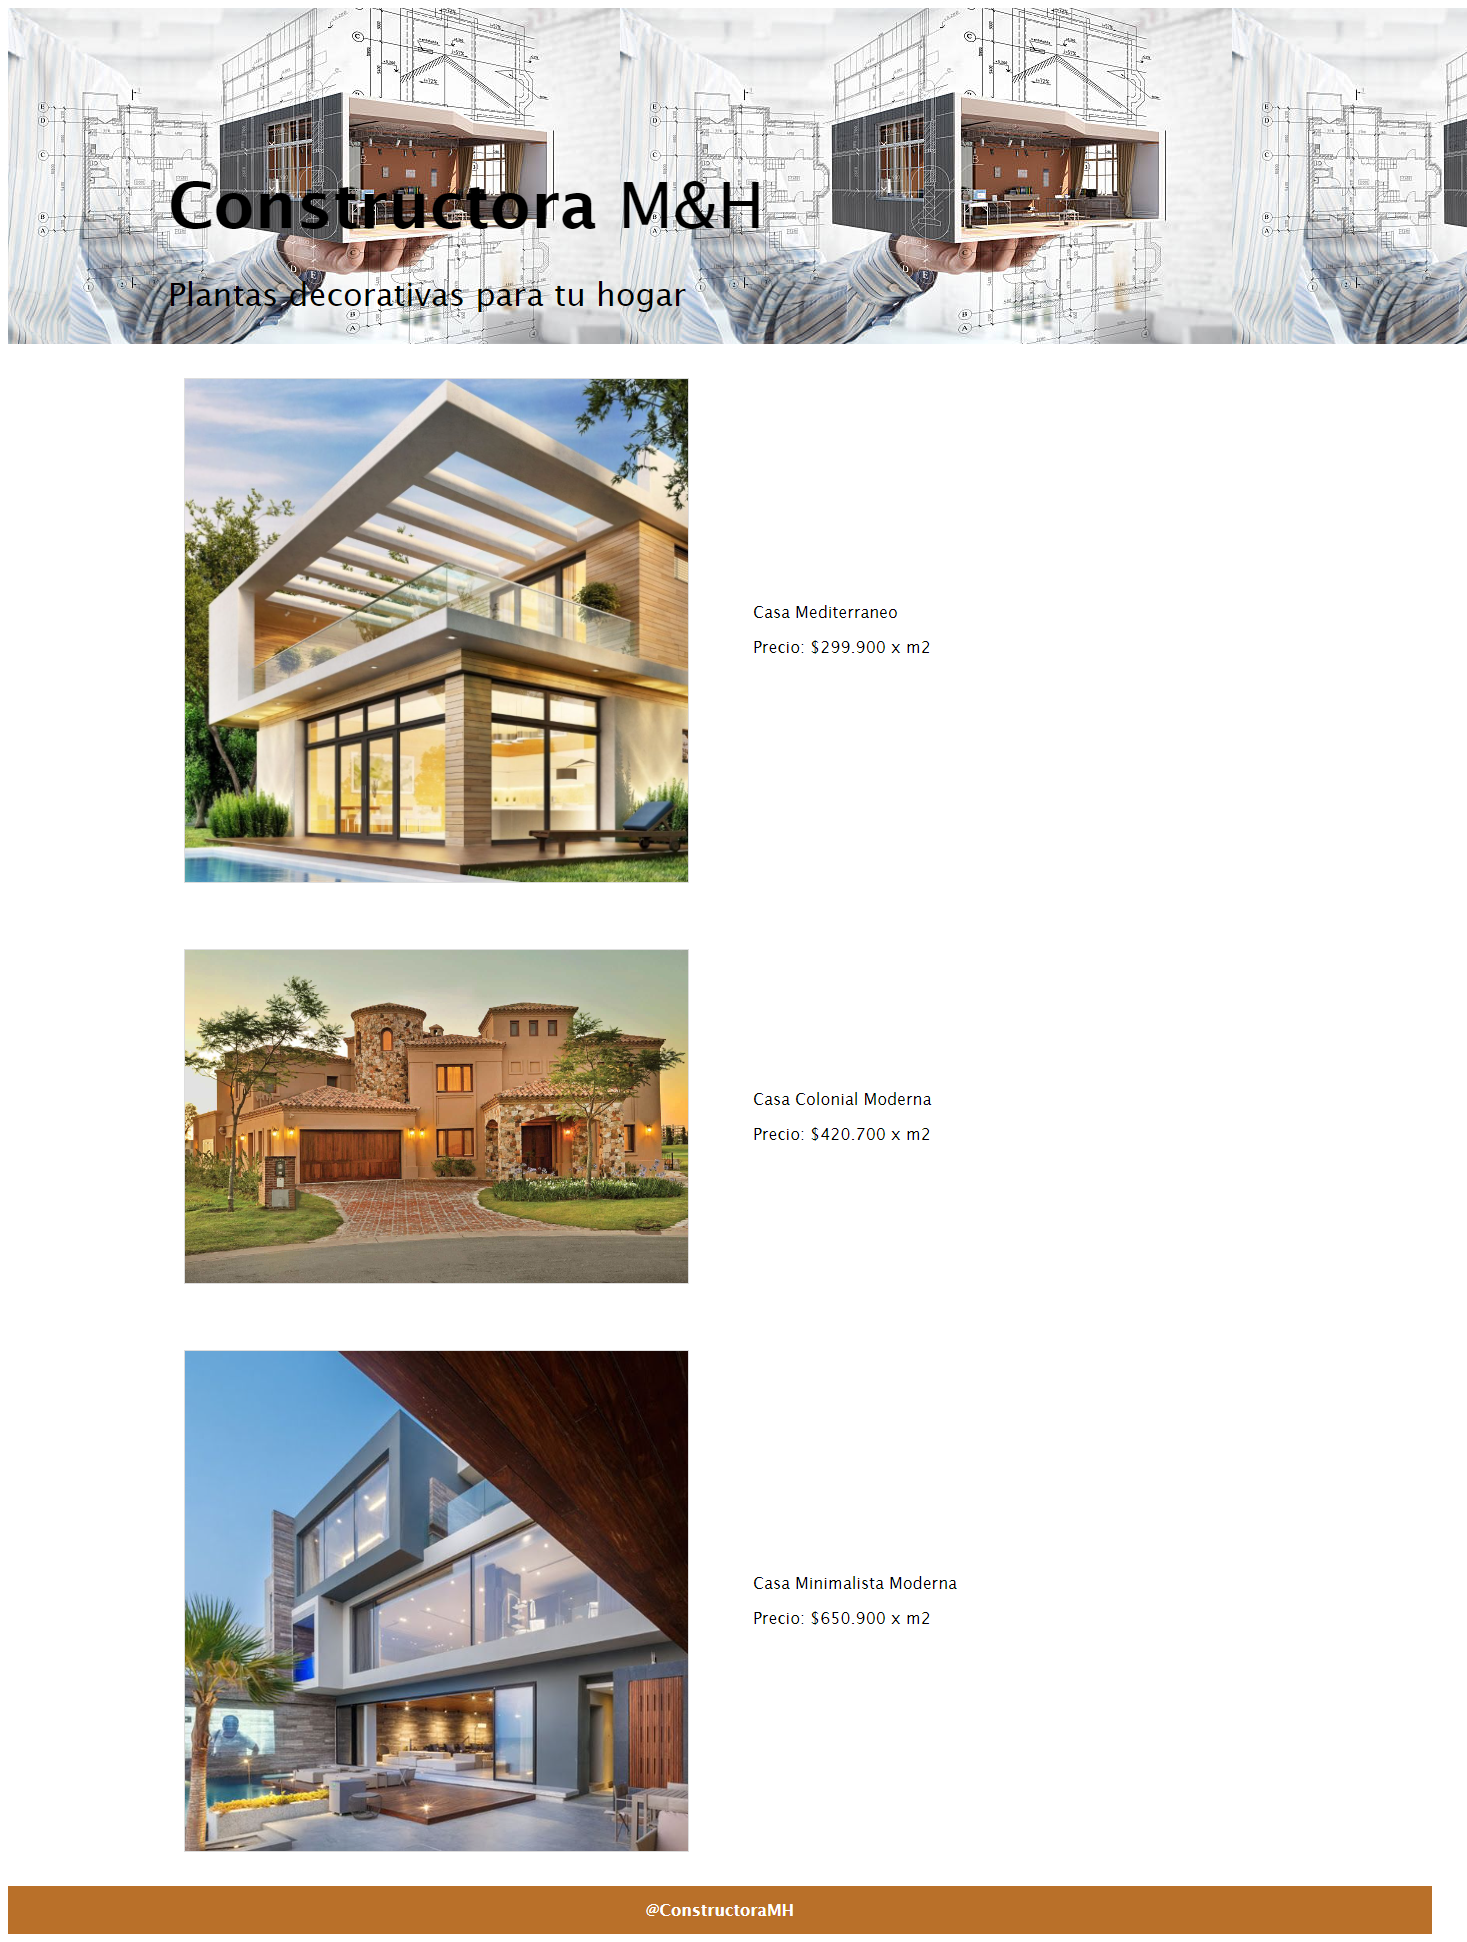 Constructora M&H
Plantas decorativas para tu hogar
Casa Mediterraneo
Precio: $299.900 x m2
Casa Colonial Moderna
Precio: $420.700 x m2
Casa Minimalista Moderna
Precio: $650.900 x m2
@ConstructoraMH